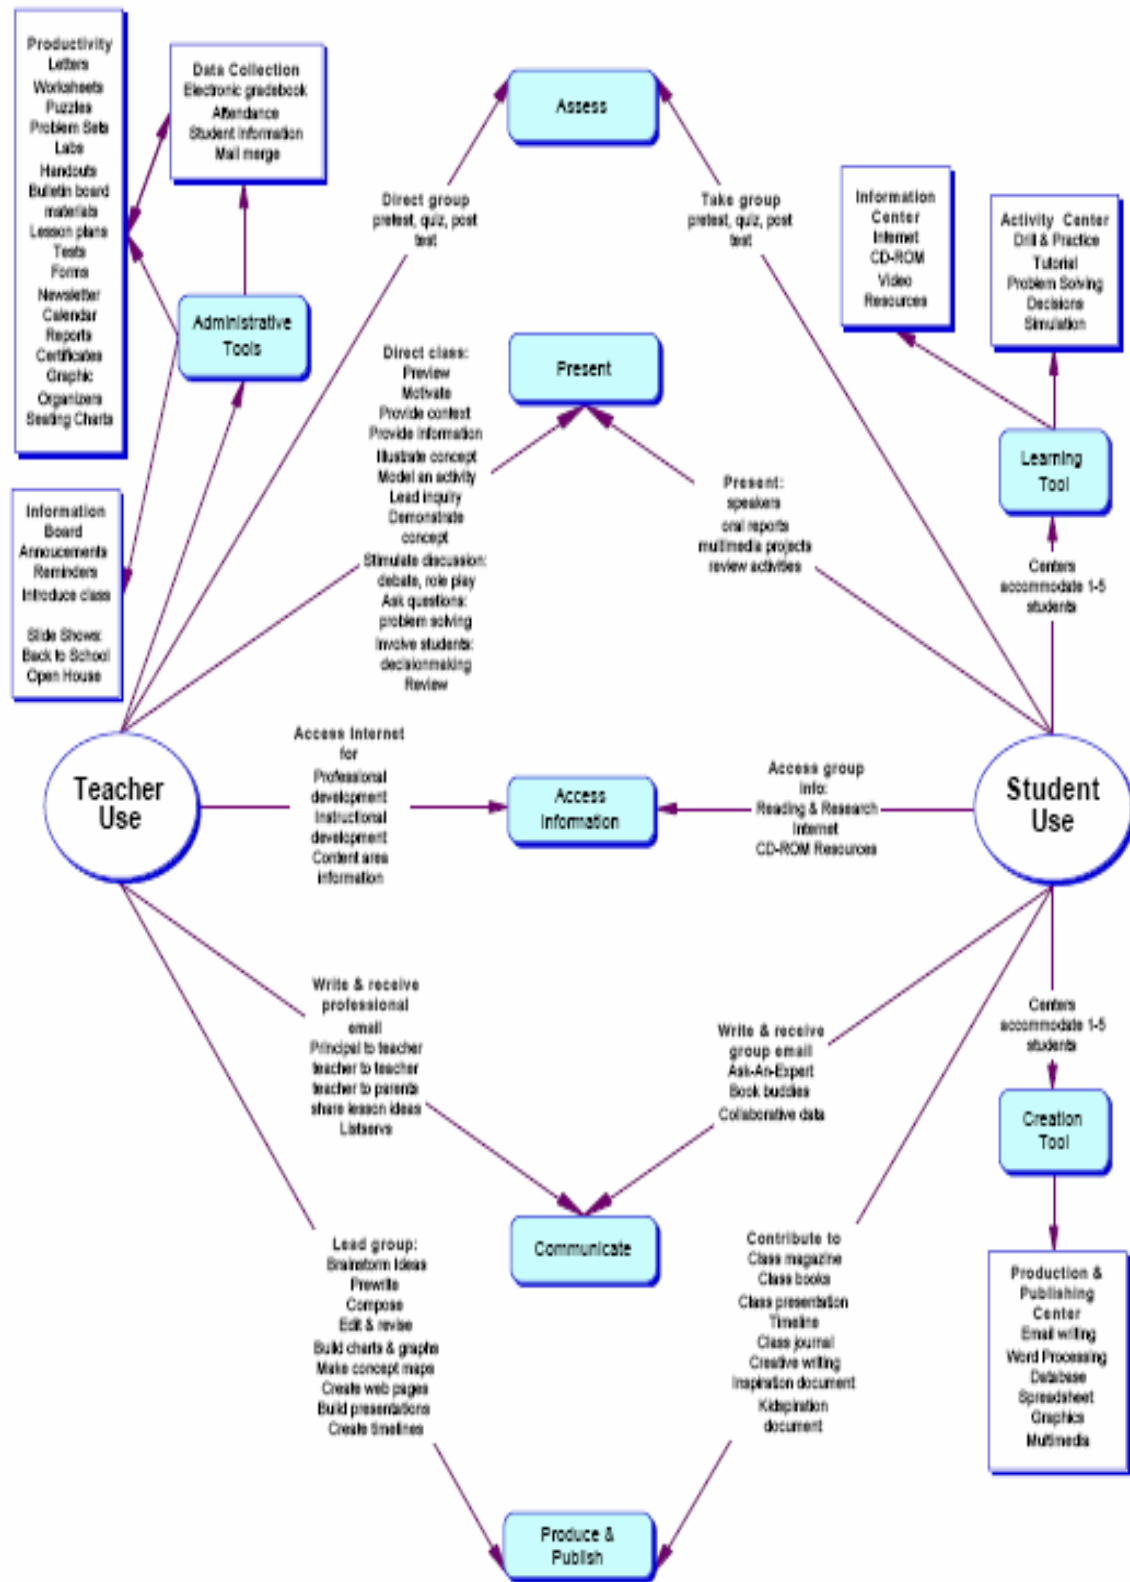 Productivity
Letters
Worksheets
Puzzles
Problem Sets
Labs
Handouts
Bulletin board
materials
Lesson plans
Tests
Forms
Newsletter
Calendar
Reports
Certificates
Graphic
Organizers
Seating Charts
Data Collection
Electronic gradebook
Attendance
Student Information
Mail merge
Administrative
Tools
Information
Board
Annoucements
Reminders
Introduce class
Slide Shows:
Back to School
Open House
Assess
Direct group
pretest, quiz, post
test
Take group
pretest, quiz, post
test
Information
Center
Internet
CD-ROM
Video
Resources
Activity Center
Drill & Practice
Tutorial
Problem Solving
Decisions
Simulation
Learning
Tool
Centers
accommodate 1-5
students
Present
Direct class:
Preview
Motivate
Provide context
Provide Information
Illustrate concept
Model an activity
Lead inquiry
Demonstrate
concept
Stimulate discussion:
debate, role play
Ask questions:
problem solving
Involve students:
decisionmaking
Review
Present:
speakers
oral reports
multimedia projects
review activities
Teacher
Use
Access Internet
for
Professional
development
Instructional
development
Content area
information
Access
Information
Access group
Info:
Reading & Research
Internet
CD-ROM Resources
Student
Use
Write & receive
professional
email
Principal to teacher
teacher to teacher
teacher to parents
share lesson ideas
Listservs
Write & receive
group email
Ask-An-Expert
Book buddies
Collaborative data
Centers
accommodate 1-5
students
Creation
Tool
Communicate
Lead group:
Brainstorm Ideas
Prewrite
Compose
Edit & revise
Build charts & graphs
Make concept maps
Create web pages
Build presentations
Create timelines
Contribute to
Class magazine
Class books
Class presentation
Timeline
Class journal
Creative writing
Inspiration document
Kidspiration
document
Production &
Publishing
Center
Email writing
Word Processing
Database
Spreadsheet
Graphics
Multimedia
Produce &
Publish